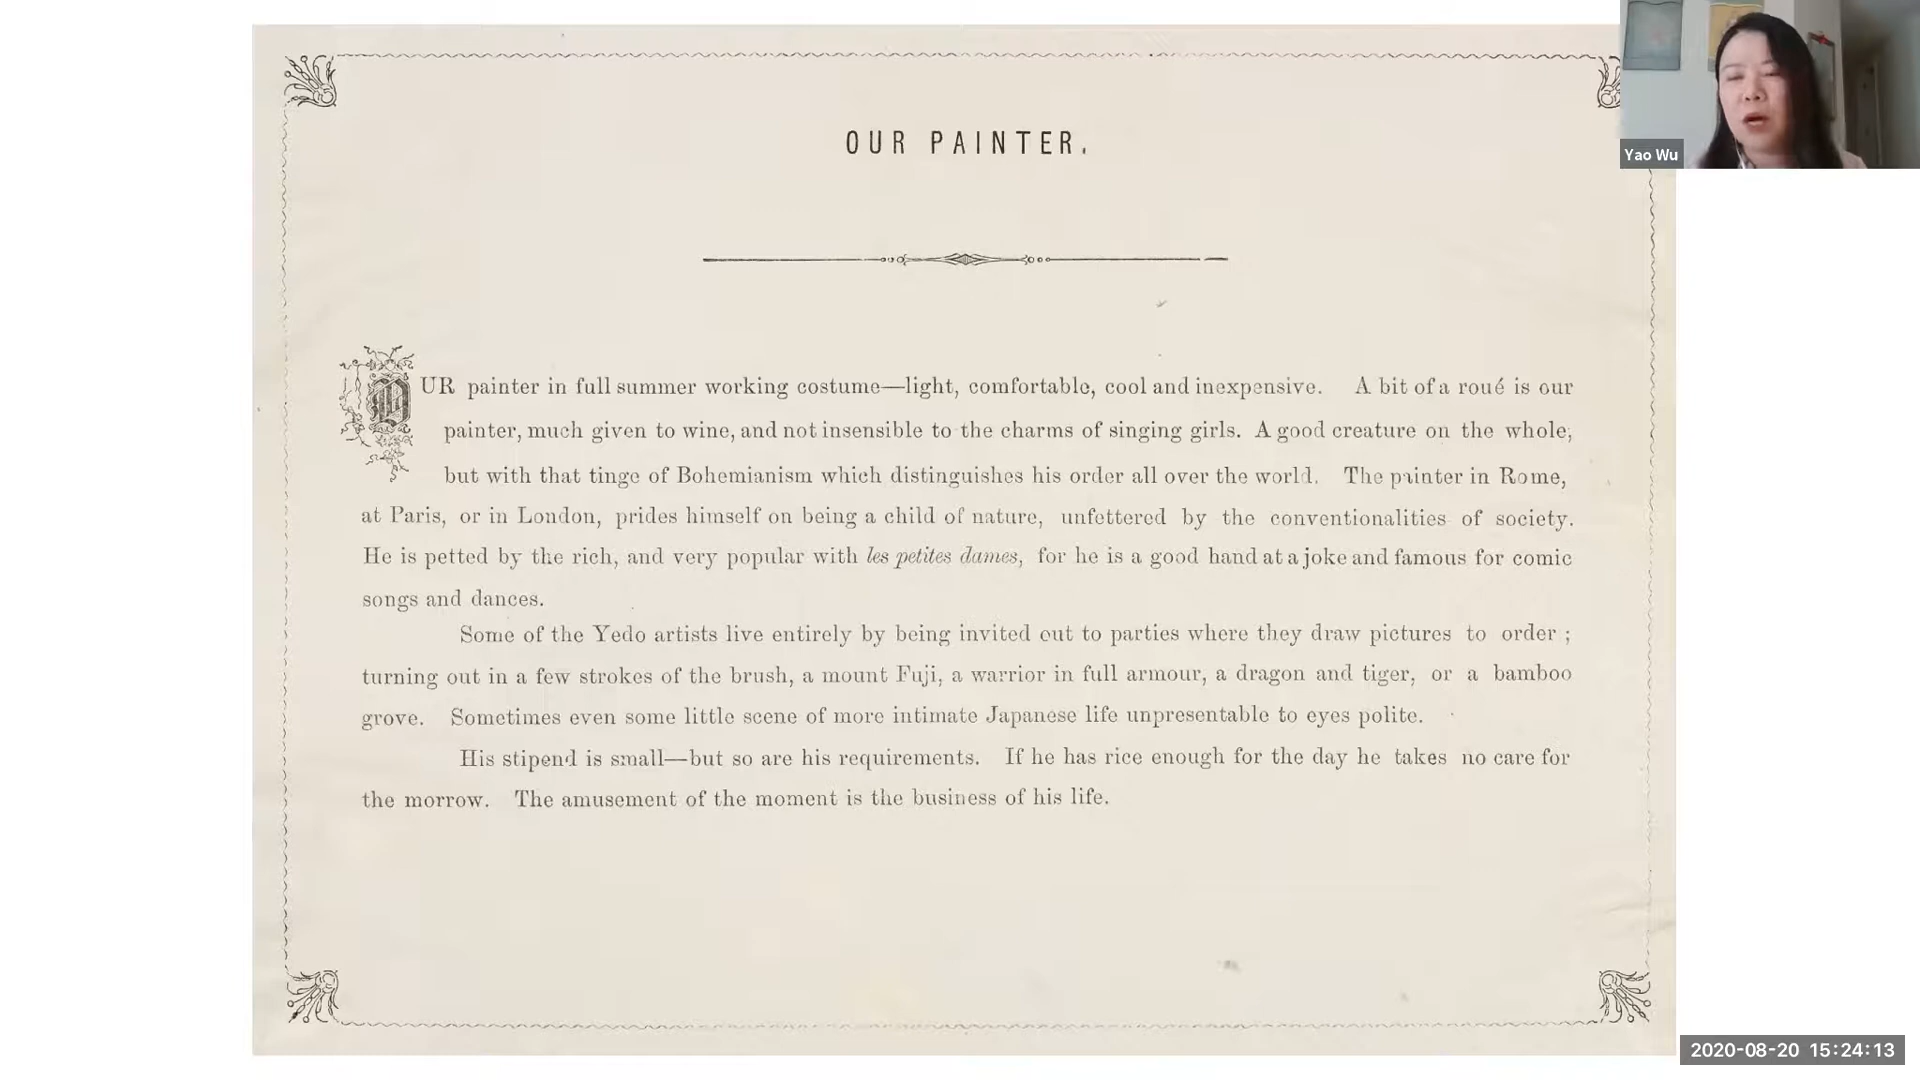 OUR PAINTER.
Yao Wu
OUR painter in full summer working costume—light, comfortable, cool and inexpensive. A bit of a roué is our
painter, much given to wine, and not insensible to the charms of singing girls. A good creature on the whole,
but with that tinge of Bohemianism which distinguishes his order all over the world. The painter in Rome,
at Paris, or in London, prides himself on being a child of nature, unfettered by the conventionalities of society.
He is petted by the rich, and very popular with les petites dames, for he is a good hand at a joke and famous for comic
songs and dances.
Some of the Yedo artists live entirely by being invited out to parties where they draw pictures to order ;
turning out in a few strokes of the brush, a mount Fuji, a warrior in full armour, a dragon and tiger, or a bamboo
grove. Sometimes even some little scene of more intimate Japanese life unpresentable to eyes polite.
His stipend is small—but so are his requirements. If he has rice enough for the day he takes no care for
the morrow. The amusement of the moment is the business of his life.
2020-08-20 15:24:13